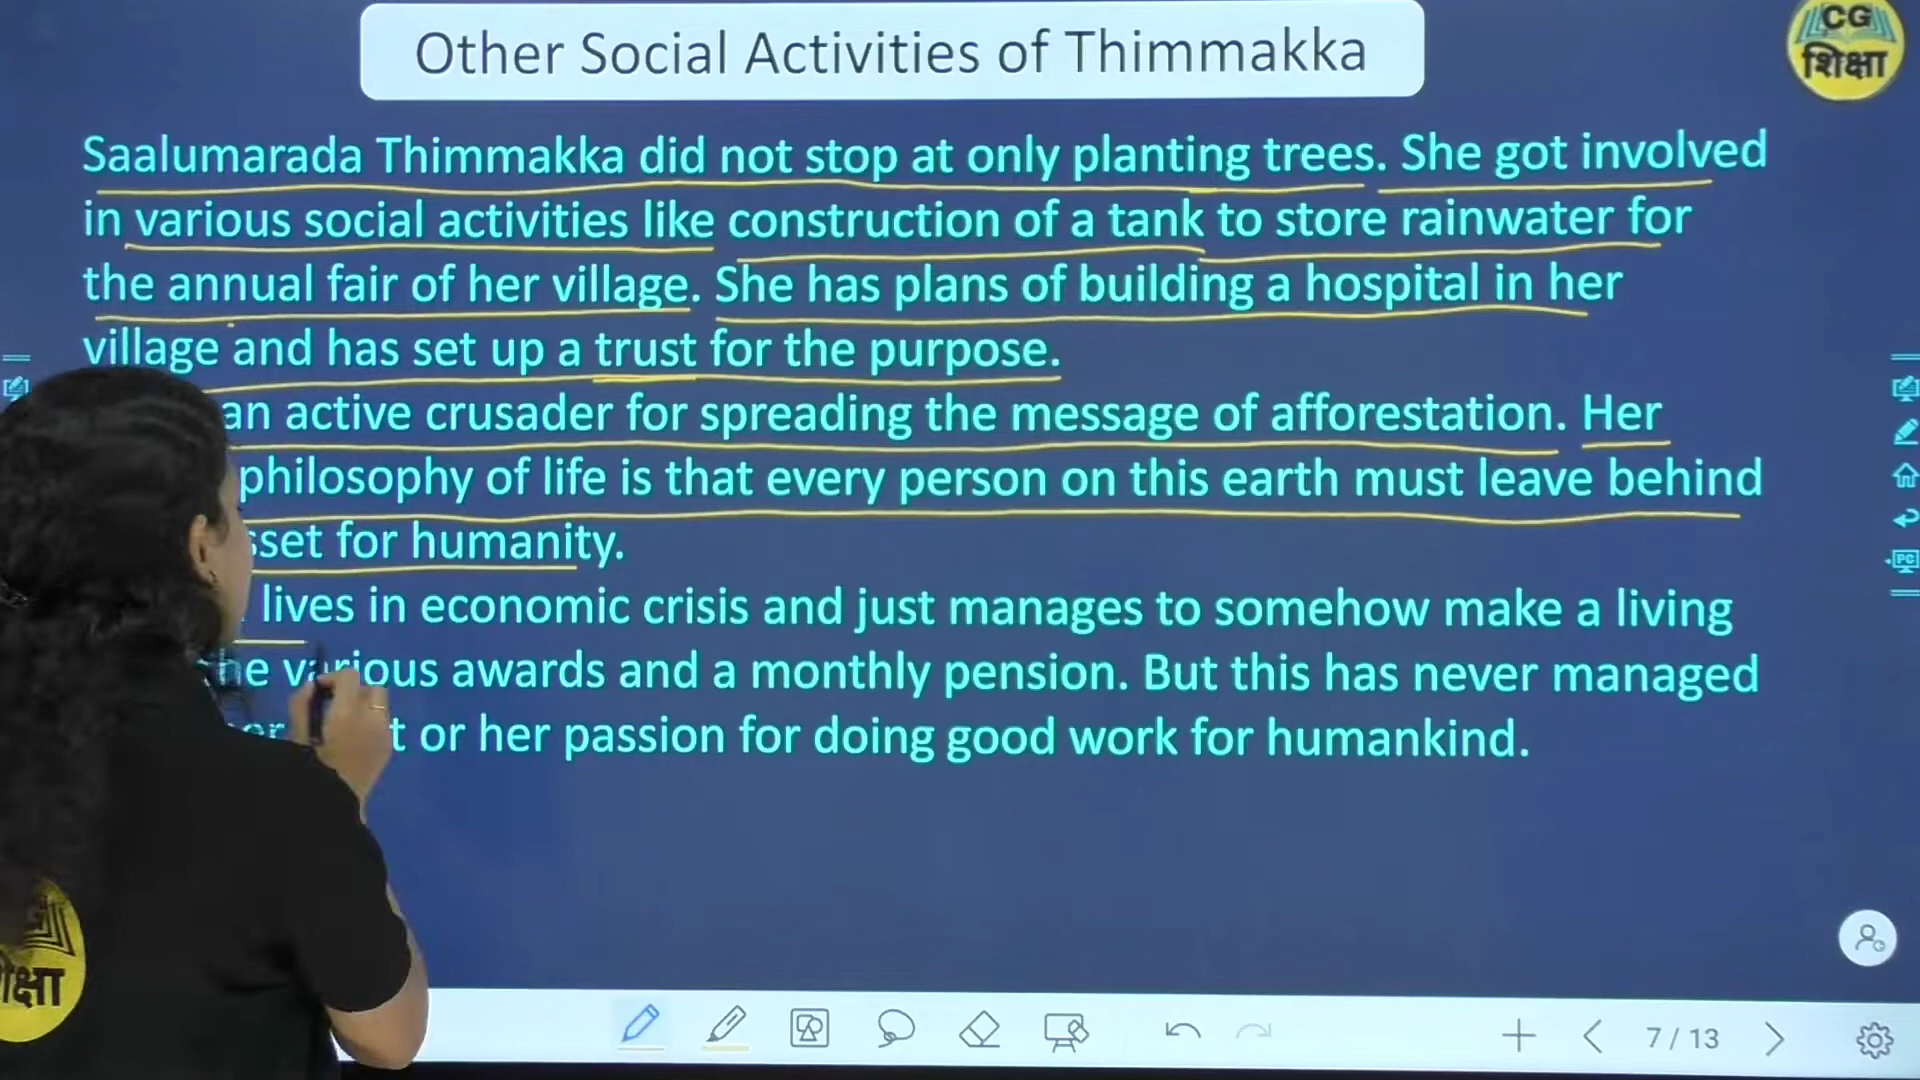 Other Social Activities of Thimmakka
CG
शिक्षा
Saalumarada Thimmakka did not stop at only planting trees. She got involved
in various social activities like construction of a tank to store rainwater for
the annual fair of her village. She has plans of building a hospital in her
village and has set up a trust for the purpose.
an active crusader for spreading the message of afforestation. Her
philosophy of life is that every person on this earth must leave behind
for humanity.
lives in economic crisis and just manages to somehow make a living
various awards and a monthly pension. But this has never managed
or her passion for doing good work for humankind.
PC
7 / 13